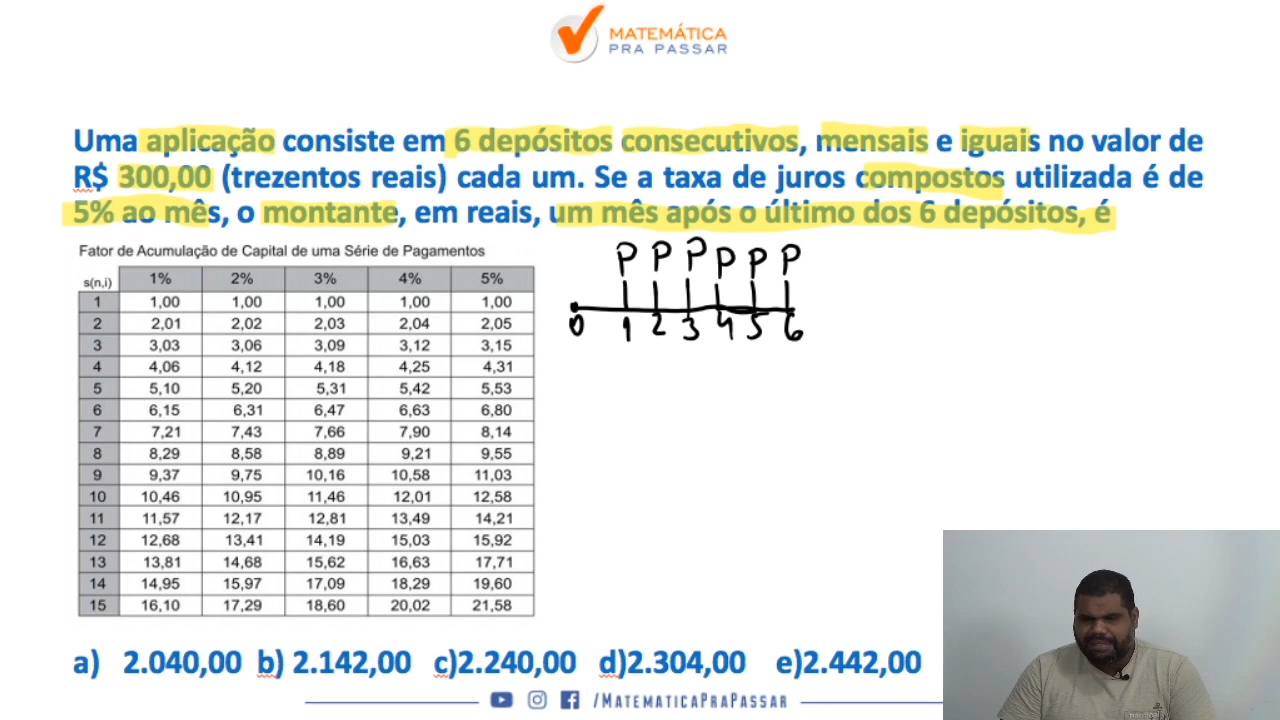 MATEMÁTICA
PRA PASSAR
Uma aplicação consiste em 6 depósitos consecutivos, mensais e iguais no valor de
R$ 300,00 (trezentos reais) cada um. Se a taxa de juros compostos utilizada é de
5% ao mês, o montante, em reais, um mês após o último dos 6 depósitos, é
Fator de Acumulação de Capital de uma Série de Pagamentos
s(n,i) 1% 2% 3% 4% 5%
1 1,00 1,00 1,00 1,00 1,00
2 2,01 2,02 2,03 2,04 2,05
3 3,03 3,06 3,09 3,12 3,15
4 4,06 4,12 4,18 4,25 4,31
5 5,10 5,20 5,31 5,42 5,53
6 6,15 6,31 6,47 6,63 6,80
7 7,21 7,43 7,66 7,90 8,14
8 8,29 8,58 8,89 9,21 9,55
9 9,37 9,75 10,16 10,58 11,03
10 10,46 10,95 11,46 12,01 12,58
11 11,57 12,17 12,81 13,49 14,21
12 12,68 13,41 14,19 15,03 15,92
13 13,81 14,68 15,62 16,63 17,71
14 14,95 15,97 17,09 18,29 19,60
15 16,10 17,29 18,60 20,02 21,58
P P P P P P
0 1 2 3 4 5 6
a) 2.040,00 b) 2.142,00 c)2.240,00 d)2.304,00 e)2.442,00
/MATEMATICAPRAPASSAR